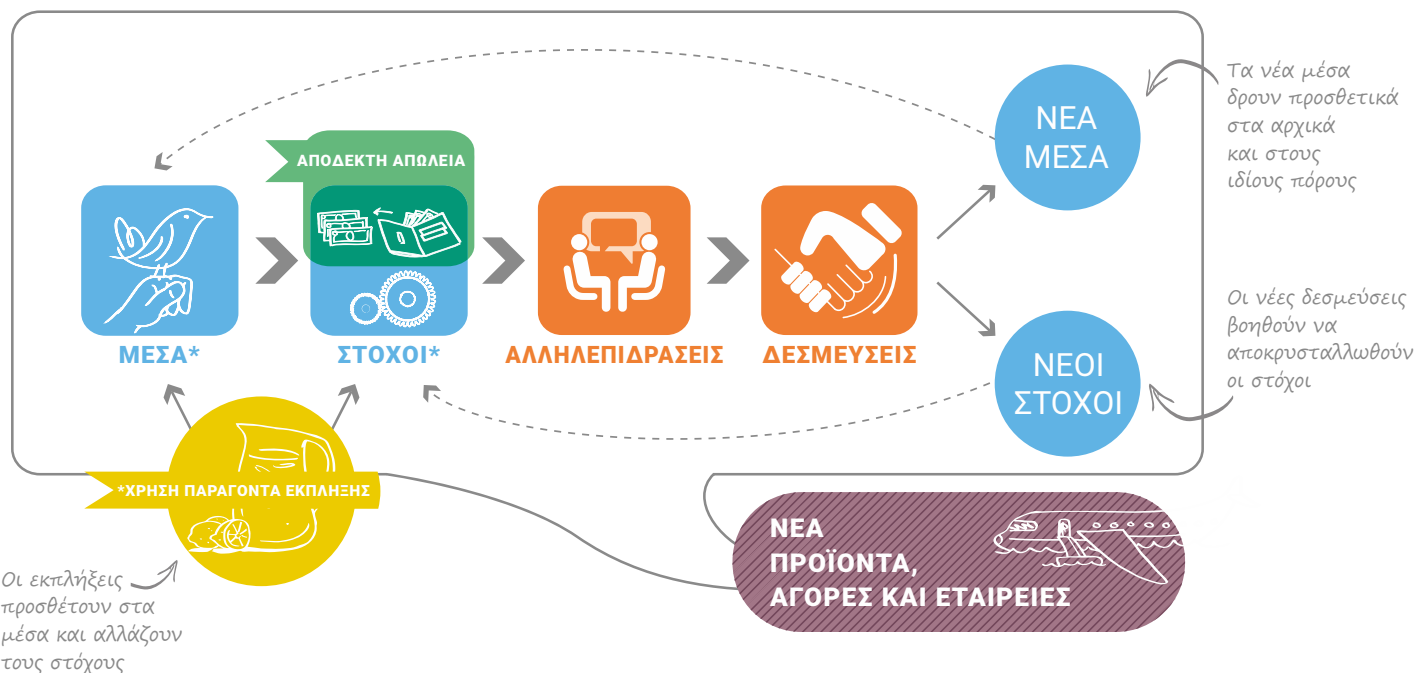 ΝΕΑ
ΜΕΣΑ
Τα νέα μέσα
δρουν προσθετικά
στα αρχικά
και στους
ιδίους πόρους
ΑΠΟΔΕΚΤΗ ΑΠΩΛΕΙΑ
ΜΕΣΑ*
ΣΤΟΧΟΙ*
ΑΛΛΗΛΕΠΙΔΡΑΣΕΙΣ
ΔΕΣΜΕΥΣΕΙΣ
ΝΕΟΙ
ΣΤΟΧΟΙ
Οι νέες δεσμεύσεις
βοηθούν να
αποκρυσταλλωθούν
οι στόχοι
*ΧΡΗΣΗ ΠΑΡΑΓΟΝΤΑ ΕΚΠΛΗΞΗΣ
Οι εκπλήξεις
προσθέτουν στα
μέσα και αλλάζουν
τους στόχους
ΝΕΑ
ΠΡΟΪΟΝΤΑ,
ΑΓΟΡΕΣ ΚΑΙ ΕΤΑΙΡΕΙΕΣ